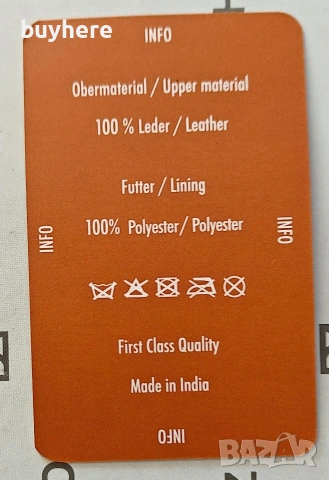 buyhere
INFO
Obermaterial / Upper material
100 % Leder / Leather
Futter / Lining
100% Polyester/ Polyester
INFO
INFO
First Class Quality
Made in India
INFO
BAZAR